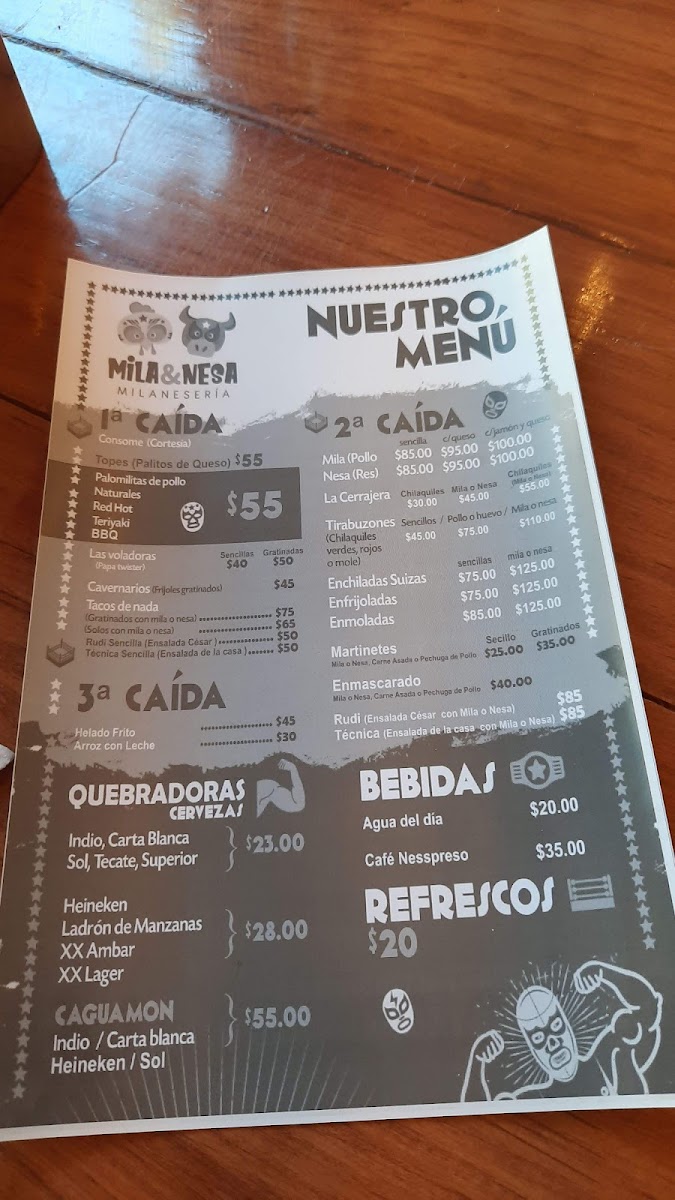 MILA&NESA
MILANESERÍA
NUESTRO
MENÚ
1ª CAÍDA
Consome (Cortesía)
Topes (Palitos de Queso) $55
Palomilitas de pollo
Naturales
Red Hot
Teriyaki
BBQ
$55
Sencillas Gratinadas
Las voladoras $40 $50
(Papa twister)
Cavernarios (Frijoles gratinados) $45
Tacos de nada
(Gratinados con mila o nesa) .................. $75
(Solos con mila o nesa) .................. $65
Rudi Sencilla (Ensalada César) .............. $50
Técnica Sencilla (Ensalada de la casa) ....... $50
2ª CAÍDA
sencilla c/queso c/jamón y queso
Mila (Pollo $85.00 $95.00 $100.00
Nesa (Res) $85.00 $95.00 $100.00
Chilaquiles Mila o Nesa Chilaquiles
(Mila o Nesa)
La Cerrajera $30.00 $45.00 $55.00
Tirabuzones Sencillos / Pollo o huevo / Mila o nesa
(Chilaquiles $45.00 $75.00 $110.00
verdes, rojos
o mole)
sencillas mila o nesa
Enchiladas Suizas $75.00 $125.00
Enfrijoladas $75.00 $125.00
Enmoladas $85.00 $125.00
Secillo Gratinados
Martinetes $25.00 $35.00
Mila o Nesa, Carne Asada o Pechuga de Pollo
Enmascarado
Mila o Nesa, Carne Asada o Pechuga de Pollo $40.00
Rudi (Ensalada César con Mila o Nesa) $85
Técnica (Ensalada de la casa con Mila o Nesa) $85
3ª CAÍDA
Helado Frito .................. $45
Arroz con Leche .................. $30
QUEBRADORAS
CERVEZAS
Indio, Carta Blanca
Sol, Tecate, Superior
$23.00
Heineken
Ladrón de Manzanas
XX Ambar
XX Lager
$28.00
CAGUAMON
Indio / Carta blanca
Heineken / Sol
$55.00
BEBIDAS
Agua del día $20.00
Café Nesspreso $35.00
REFRESCOS
$20